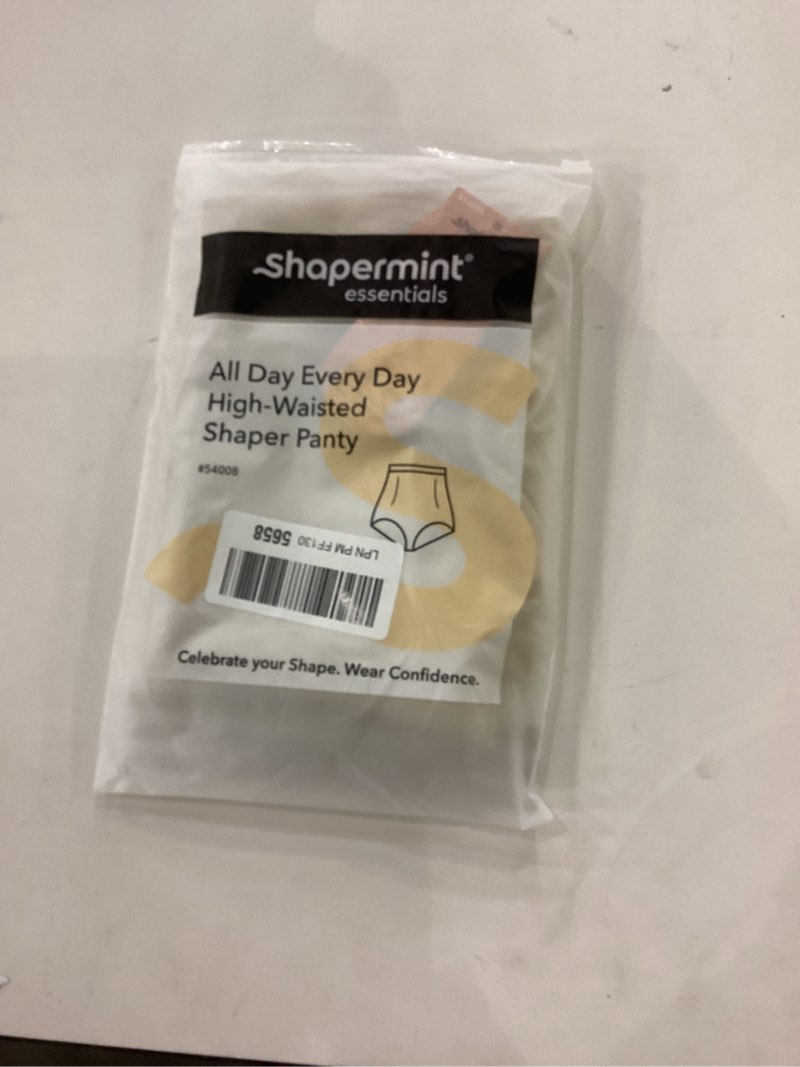 Shapermint®
essentials
All Day Every Day
High-Waisted
Shaper Panty
#54008
LPN PM FF130 5658
Celebrate your Shape. Wear Confidence.